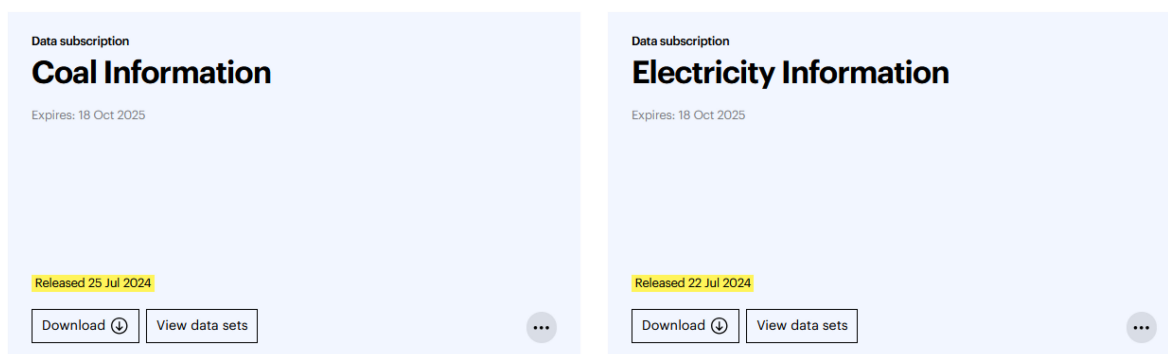 Data subscription
Coal Information
Expires: 18 Oct 2025
Released 25 Jul 2024
Download
View data sets
Data subscription
Electricity Information
Expires: 18 Oct 2025
Released 22 Jul 2024
Download
View data sets